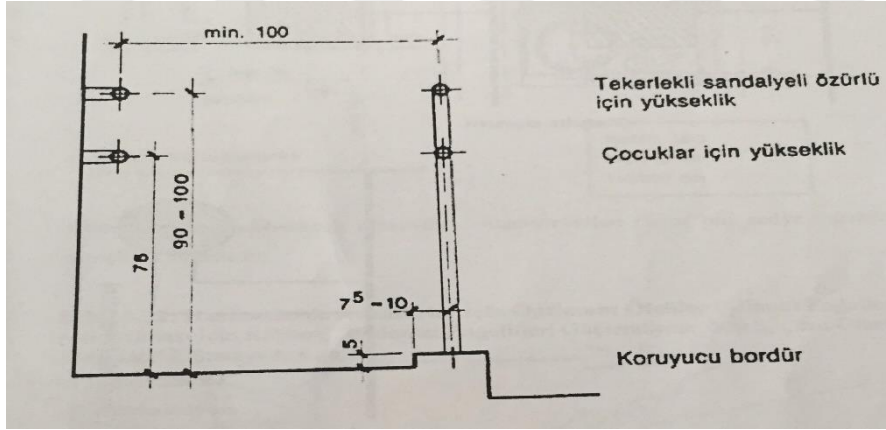 min. 100
Tekerlekli sandalyeli özürlü
için yükseklik
Çocuklar için yükseklik
90 – 100
75
7⁵ – 10
5
Koruyucu bordür